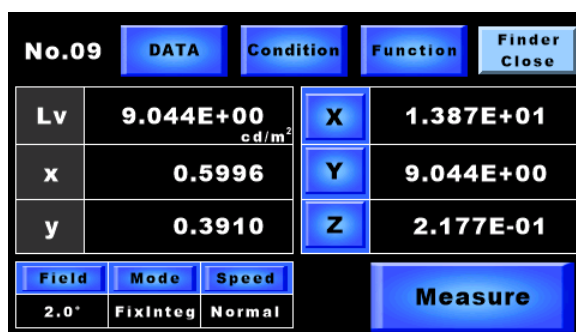 No.09 DATA Condition Function Finder Close
Lv 9.044E+00 cd/m² X 1.387E+01
x 0.5996 Y 9.044E+00
y 0.3910 Z 2.177E-01
Field Mode Speed
2.0° FixInteg Normal
Measure